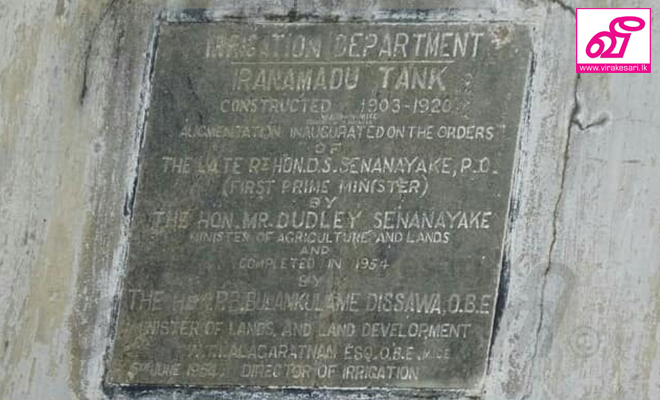 வீ
www.virakesari.lk
IRRIGATION DEPARTMENT
IRANAMADU TANK
CONSTRUCTED 1903-1920
AUGMENTATION INAUGURATED ON THE ORDERS
OF
THE LATE RT HON. D.S. SENANAYAKE, P.C.
(FIRST PRIME MINISTER)
BY
THE HON. MR. DUDLEY SENANAYAKE
MINISTER OF AGRICULTURE AND LANDS
AND
COMPLETED IN 1954
BY
THE HON. P.B. BULANKULAME DISSAWA, O.B.E
MINISTER OF LANDS, AND LAND DEVELOPMENT
ALAGARATNAM ESQ. O.B.E, M.I.C.E
5TH JUNE 1954. DIRECTOR OF IRRIGATION